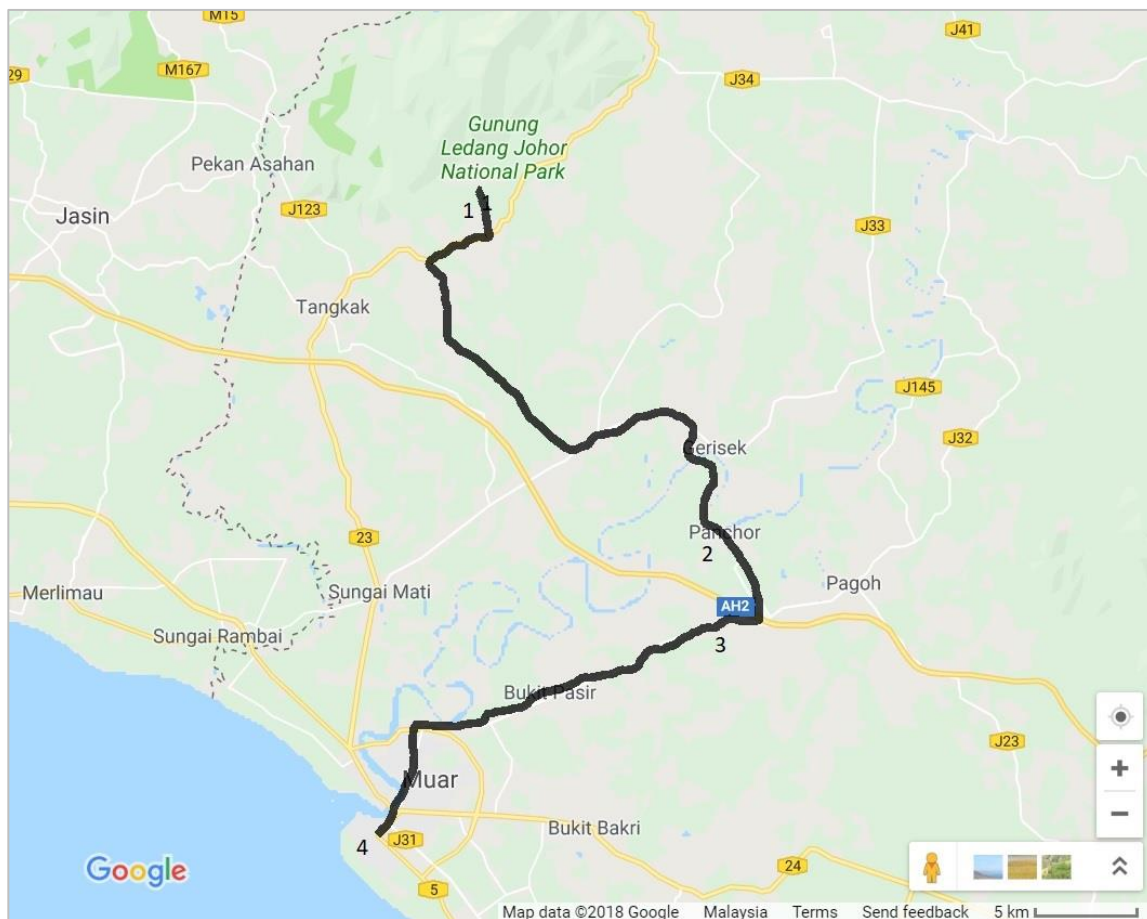 M15
J41
M167
29
J34
Gunung
Ledang Johor
National Park
Pekan Asahan
1
1
J123
Jasin
J33
Tangkak
J145
J32
Gerisek
23
Panchor
2
Merlimau
Sungai Mati
Pagoh
AH2
Sungai Rambai
3
Bukit Pasir
J23
Muar
Bukit Bakri
4
J31
24
5
Google
Map data ©2018 Google Malaysia Terms Send feedback 5 km